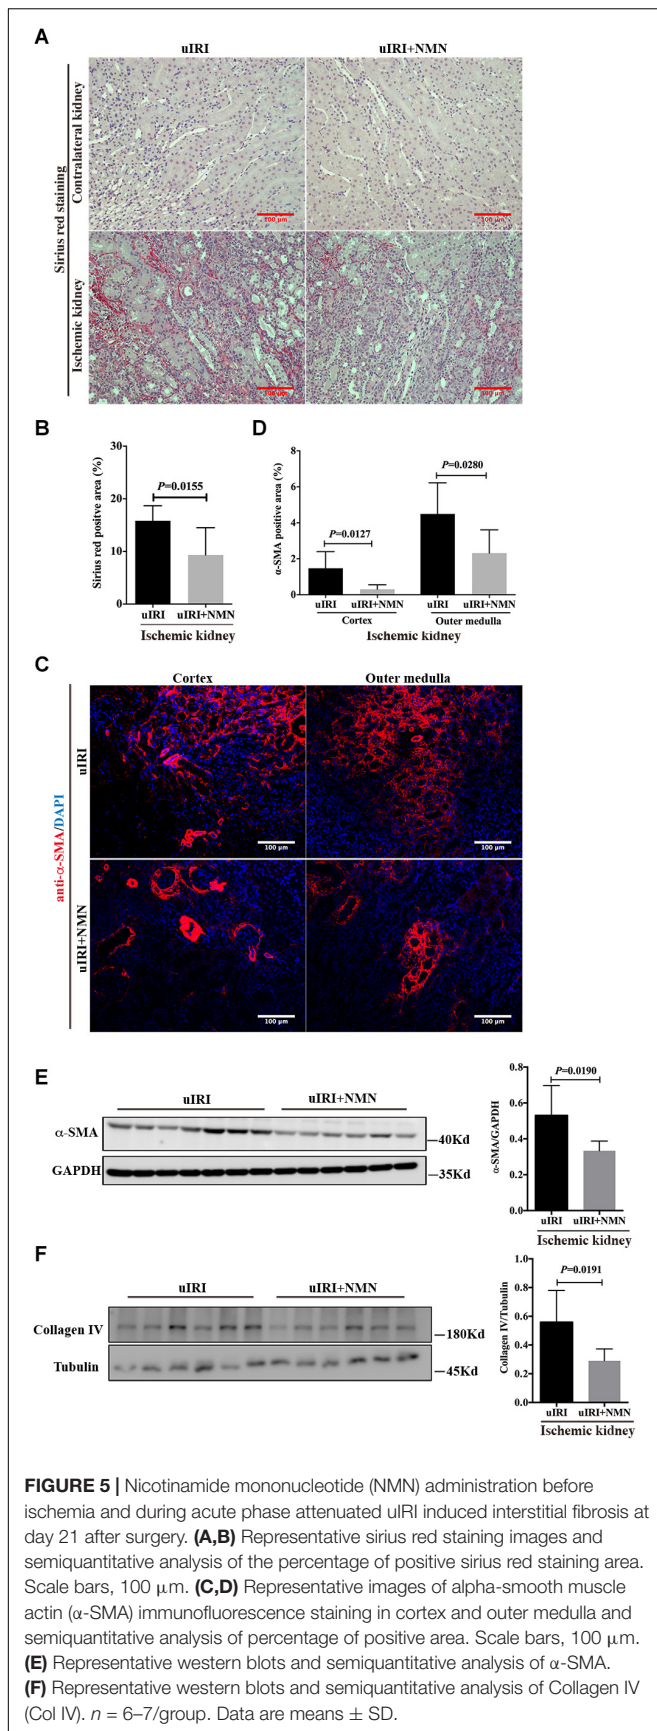 A
uIRI
uIRI+NMN
Sirius red staining
Contralateral kidney
100 μm
100 μm
Ischemic kidney
100 μm
100 μm
B
Sirius red positve area (%)
30
20
10
0
P=0.0155
uIRI
uIRI+NMN
Ischemic kidney
D
α-SMA positive area (%)
8
6
4
2
0
P=0.0127
P=0.0280
uIRI
uIRI+NMN
uIRI
uIRI+NMN
Cortex
Outer medulla
Ischemic kidney
C
Cortex
Outer medulla
anti-α-SMA/DAPI
uIRI
100 μm
100 μm
uIRI+NMN
100 μm
100 μm
E
uIRI
uIRI+NMN
α-SMA
40Kd
GAPDH
35Kd
α-SMA/GAPDH
0.8
0.6
0.4
0.2
0.0
P=0.0190
uIRI
uIRI+NMN
Ischemic kidney
F
uIRI
uIRI+NMN
Collagen IV
180Kd
Tubulin
45Kd
Collagen IV/Tubulin
1.0
0.8
0.6
0.4
0.2
0.0
P=0.0191
uIRI
uIRI+NMN
Ischemic kidney
FIGURE 5 | Nicotinamide mononucleotide (NMN) administration before
ischemia and during acute phase attenuated uIRI induced interstitial fibrosis at
day 21 after surgery. (A,B) Representative sirius red staining images and
semiquantitative analysis of the percentage of positive sirius red staining area.
Scale bars, 100 μm. (C,D) Representative images of alpha-smooth muscle
actin (α-SMA) immunofluorescence staining in cortex and outer medulla and
semiquantitative analysis of percentage of positive area. Scale bars, 100 μm.
(E) Representative western blots and semiquantitative analysis of α-SMA.
(F) Representative western blots and semiquantitative analysis of Collagen IV
(Col IV). n = 6–7/group. Data are means ± SD.